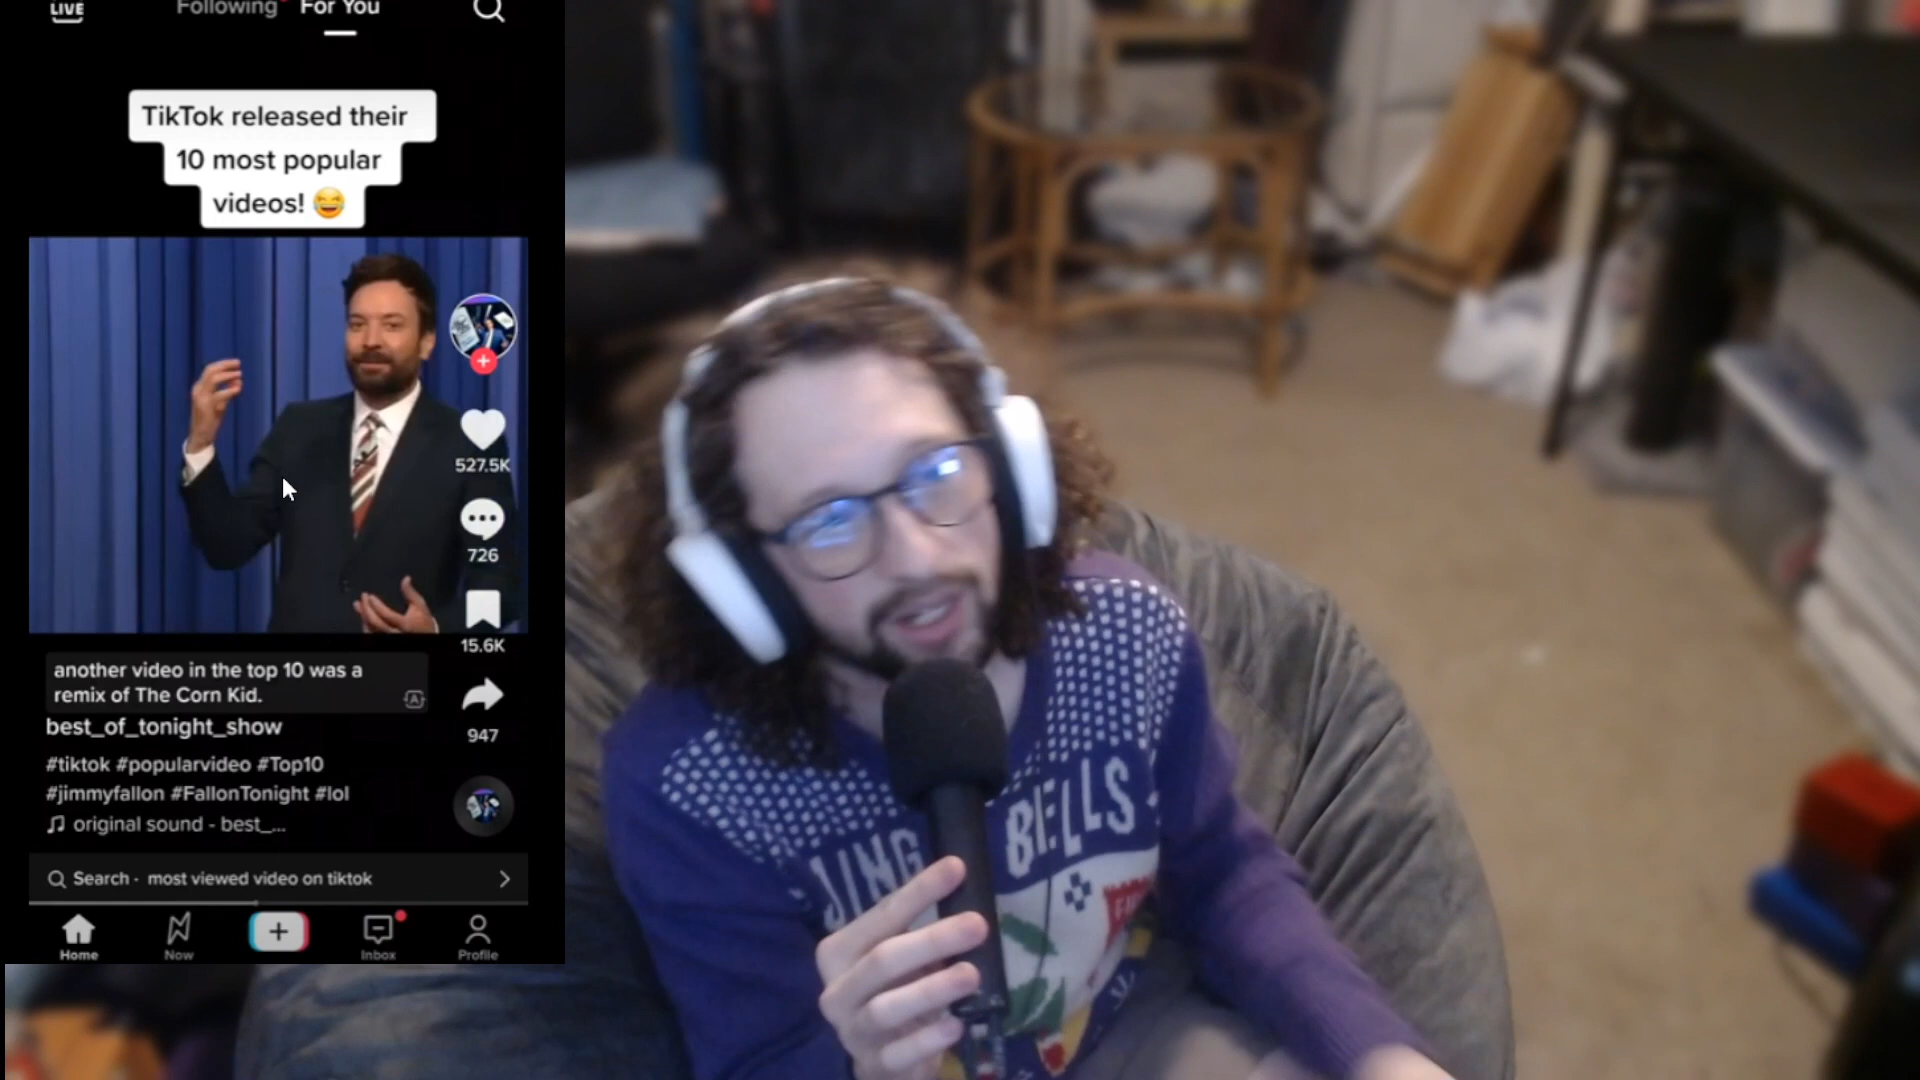 LIVE
Following For You
TikTok released their
10 most popular
videos! 😂
527.5K
726
15.6K
another video in the top 10 was a
remix of The Corn Kid.
best_of_tonight_show
947
#tiktok #popularvideo #Top10
#jimmyfallon #FallonTonight #lol
original sound - best_...
Search · most viewed video on tiktok
Home Now Inbox Profile
JING BELLS